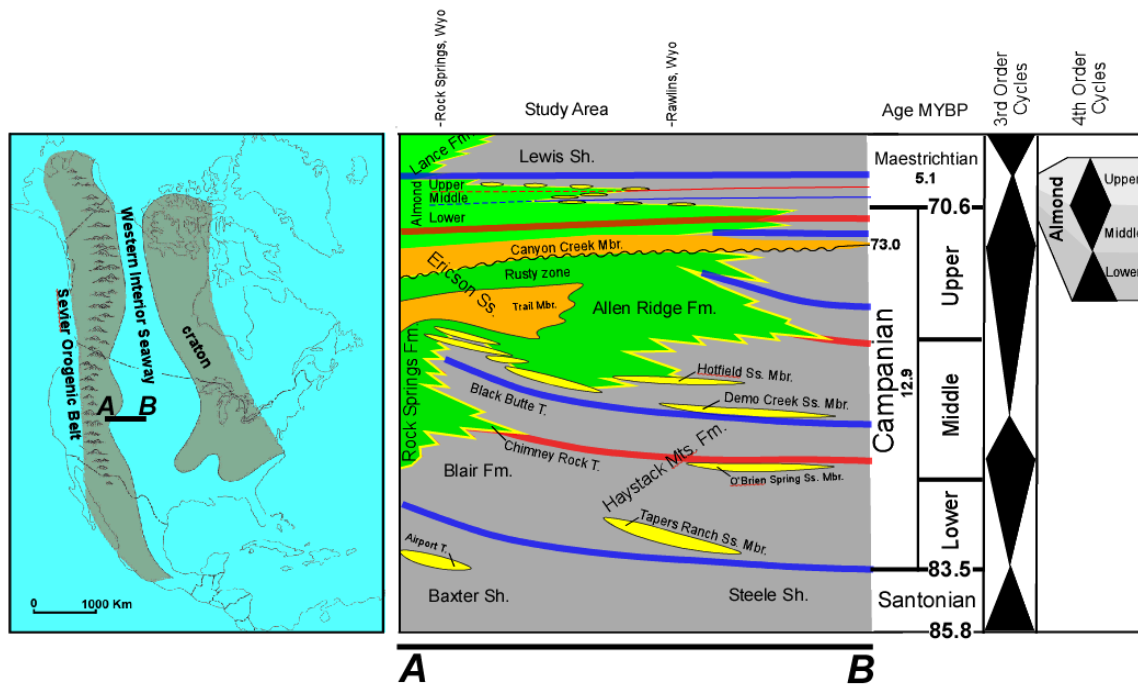 -Rock Springs, Wyo
Study Area
-Rawlins, Wyo
Age MYBP
3rd Order
Cycles
4th Order
Cycles
Sevier Orogenic Belt
Western Interior Seaway
craton
A
B
0
1000 Km
Lance Fm.
Lewis Sh.
Almond
Upper
Middle
Lower
Canyon Creek Mbr.
Ericson Ss.
Rusty zone
Trail Mbr.
Allen Ridge Fm.
Rock Springs Fm.
Black Butte T.
Hotfield Ss. Mbr.
Demo Creek Ss. Mbr.
Chimney Rock T.
Blair Fm.
Haystack Mts. Fm.
O'Brien Spring Ss. Mbr.
Tapers Ranch Ss. Mbr.
Airport T.
Baxter Sh.
Steele Sh.
A
B
Maestrichtian
5.1
70.6
73.0
Campanian
12.9
Upper
Middle
Lower
83.5
Santonian
85.8
Almond
Upper
Middle
Lower